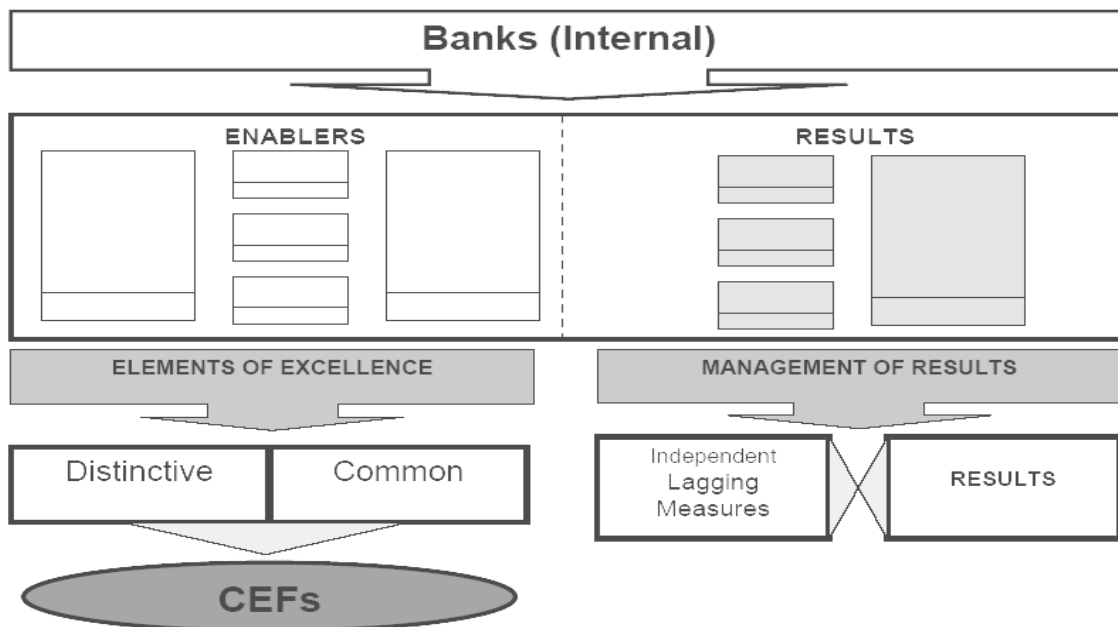 Banks (Internal)
ENABLERS
RESULTS
ELEMENTS OF EXCELLENCE
MANAGEMENT OF RESULTS
Distinctive
Common
Independent
Lagging
Measures
RESULTS
CEFs